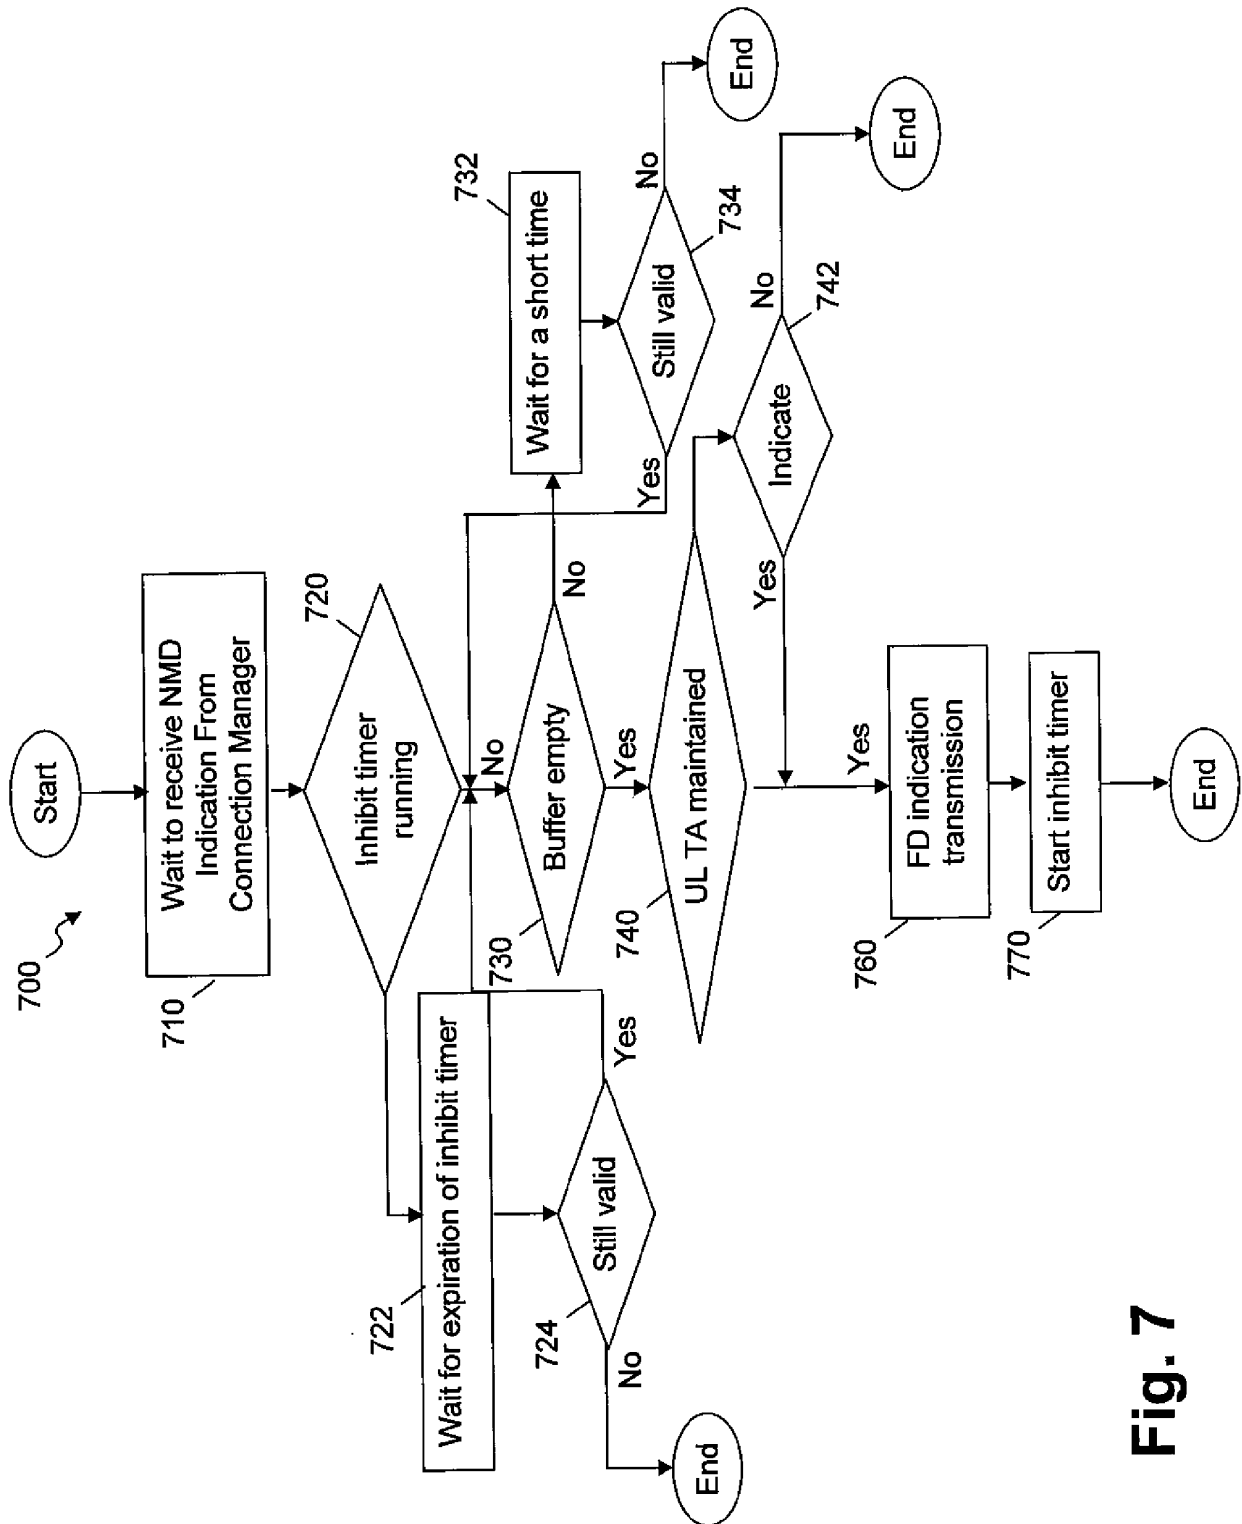 700
Start
Wait to receive NMD
Indication From
Connection Manager
710
Inhibit timer
running
720
Wait for expiration of inhibit timer
722
Still valid
724
No
Yes
End
No
Buffer empty
730
No
Wait for a short time
732
Still valid
734
Yes
No
End
Yes
UL TA maintained
740
Indicate
742
Yes
No
End
Yes
FD indication
transmission
760
Start inhibit timer
770
End
Fig. 7